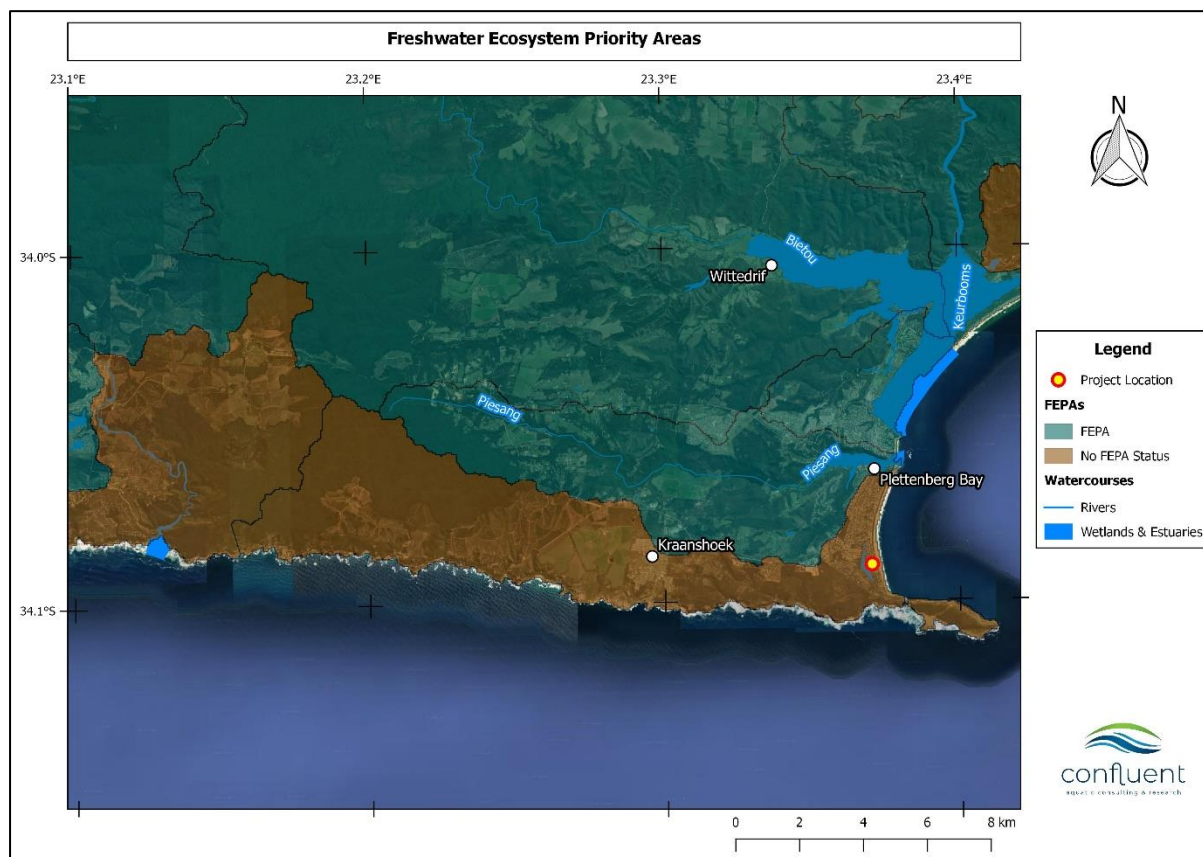 Freshwater Ecosystem Priority Areas
23.1°E
23.2°E
23.3°E
23.4°E
N
34.0°S
34.1°S
Bietou
Wittedrif
Keurbooms
Piesang
Piesang
Plettenberg Bay
Kraanshoek
Legend
Project Location
FEPAs
FEPA
No FEPA Status
Watercourses
Rivers
Wetlands & Estuaries
confluent
aquatic consulting & research
0 2 4 6 8 km